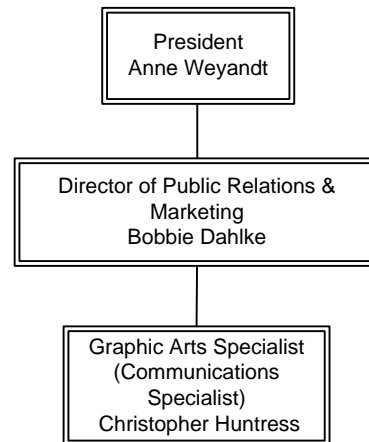 President
Anne Weyandt
Director of Public Relations &
Marketing
Bobbie Dahlke
Graphic Arts Specialist
(Communications
Specialist)
Christopher Huntress